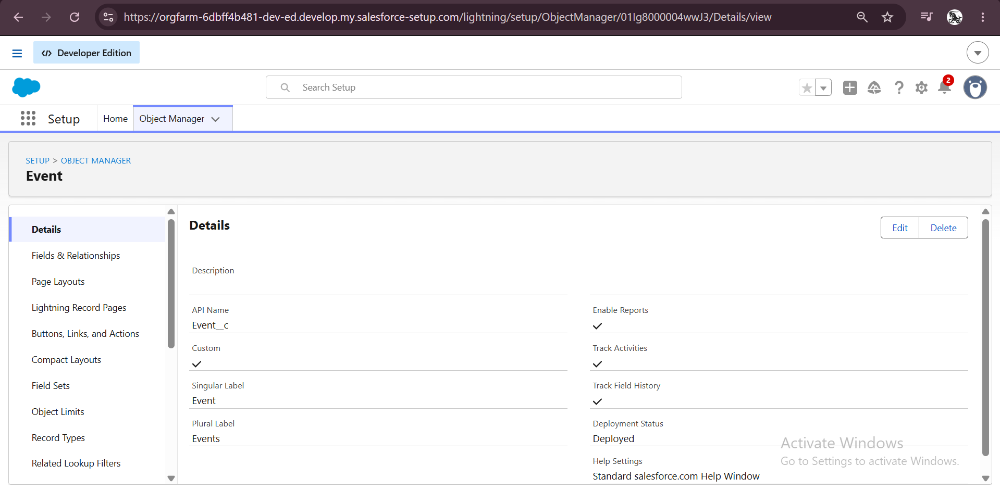 https://orgfarm-6dbff4b481-dev-ed.develop.my.salesforce-setup.com/lightning/setup/ObjectManager/01Ig8000004wwJ3/Details/view
</> Developer Edition
Search Setup
2
Setup
Home
Object Manager
SETUP > OBJECT MANAGER
Event
Details
Fields & Relationships
Page Layouts
Lightning Record Pages
Buttons, Links, and Actions
Compact Layouts
Field Sets
Object Limits
Record Types
Related Lookup Filters
Details
Edit
Delete
Description
API Name
Event__c
Custom
Singular Label
Event
Plural Label
Events
Enable Reports
Track Activities
Track Field History
Deployment Status
Deployed
Help Settings
Standard salesforce.com Help Window
Activate Windows
Go to Settings to activate Windows.